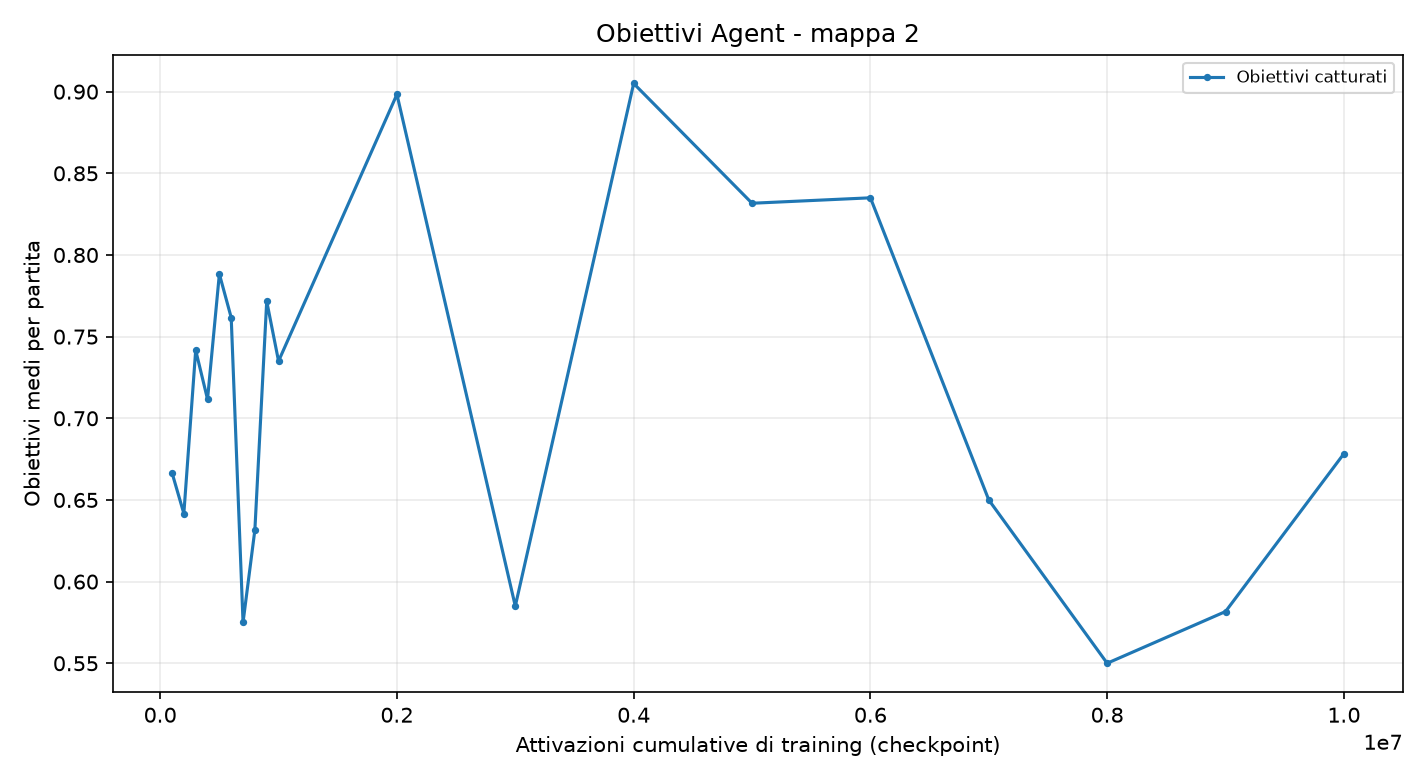 Obiettivi Agent - mappa 2
Obiettivi catturati
Obiettivi medi per partita
0.90
0.85
0.80
0.75
0.70
0.65
0.60
0.55
0.0 0.2 0.4 0.6 0.8 1.0
1e7
Attivazioni cumulative di training (checkpoint)